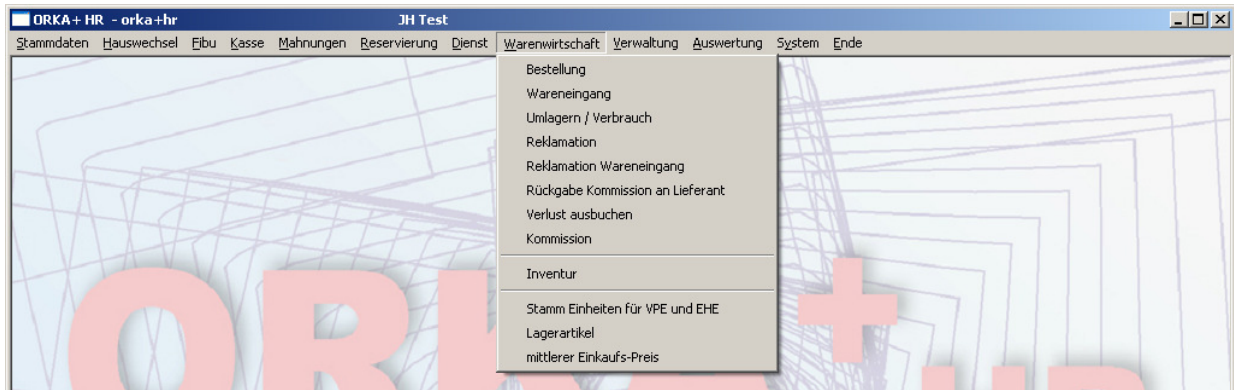 ORKA+ HR - orka+hr JH Test
Stammdaten Hauswechsel Fibu Kasse Mahnungen Reservierung Dienst Warenwirtschaft Verwaltung Auswertung System Ende
Bestellung
Wareneingang
Umlagern / Verbrauch
Reklamation
Reklamation Wareneingang
Rückgabe Kommission an Lieferant
Verlust ausbuchen
Kommission
Inventur
Stamm Einheiten für VPE und EHE
Lagerartikel
mittlerer Einkaufs-Preis
ORKA+ HR